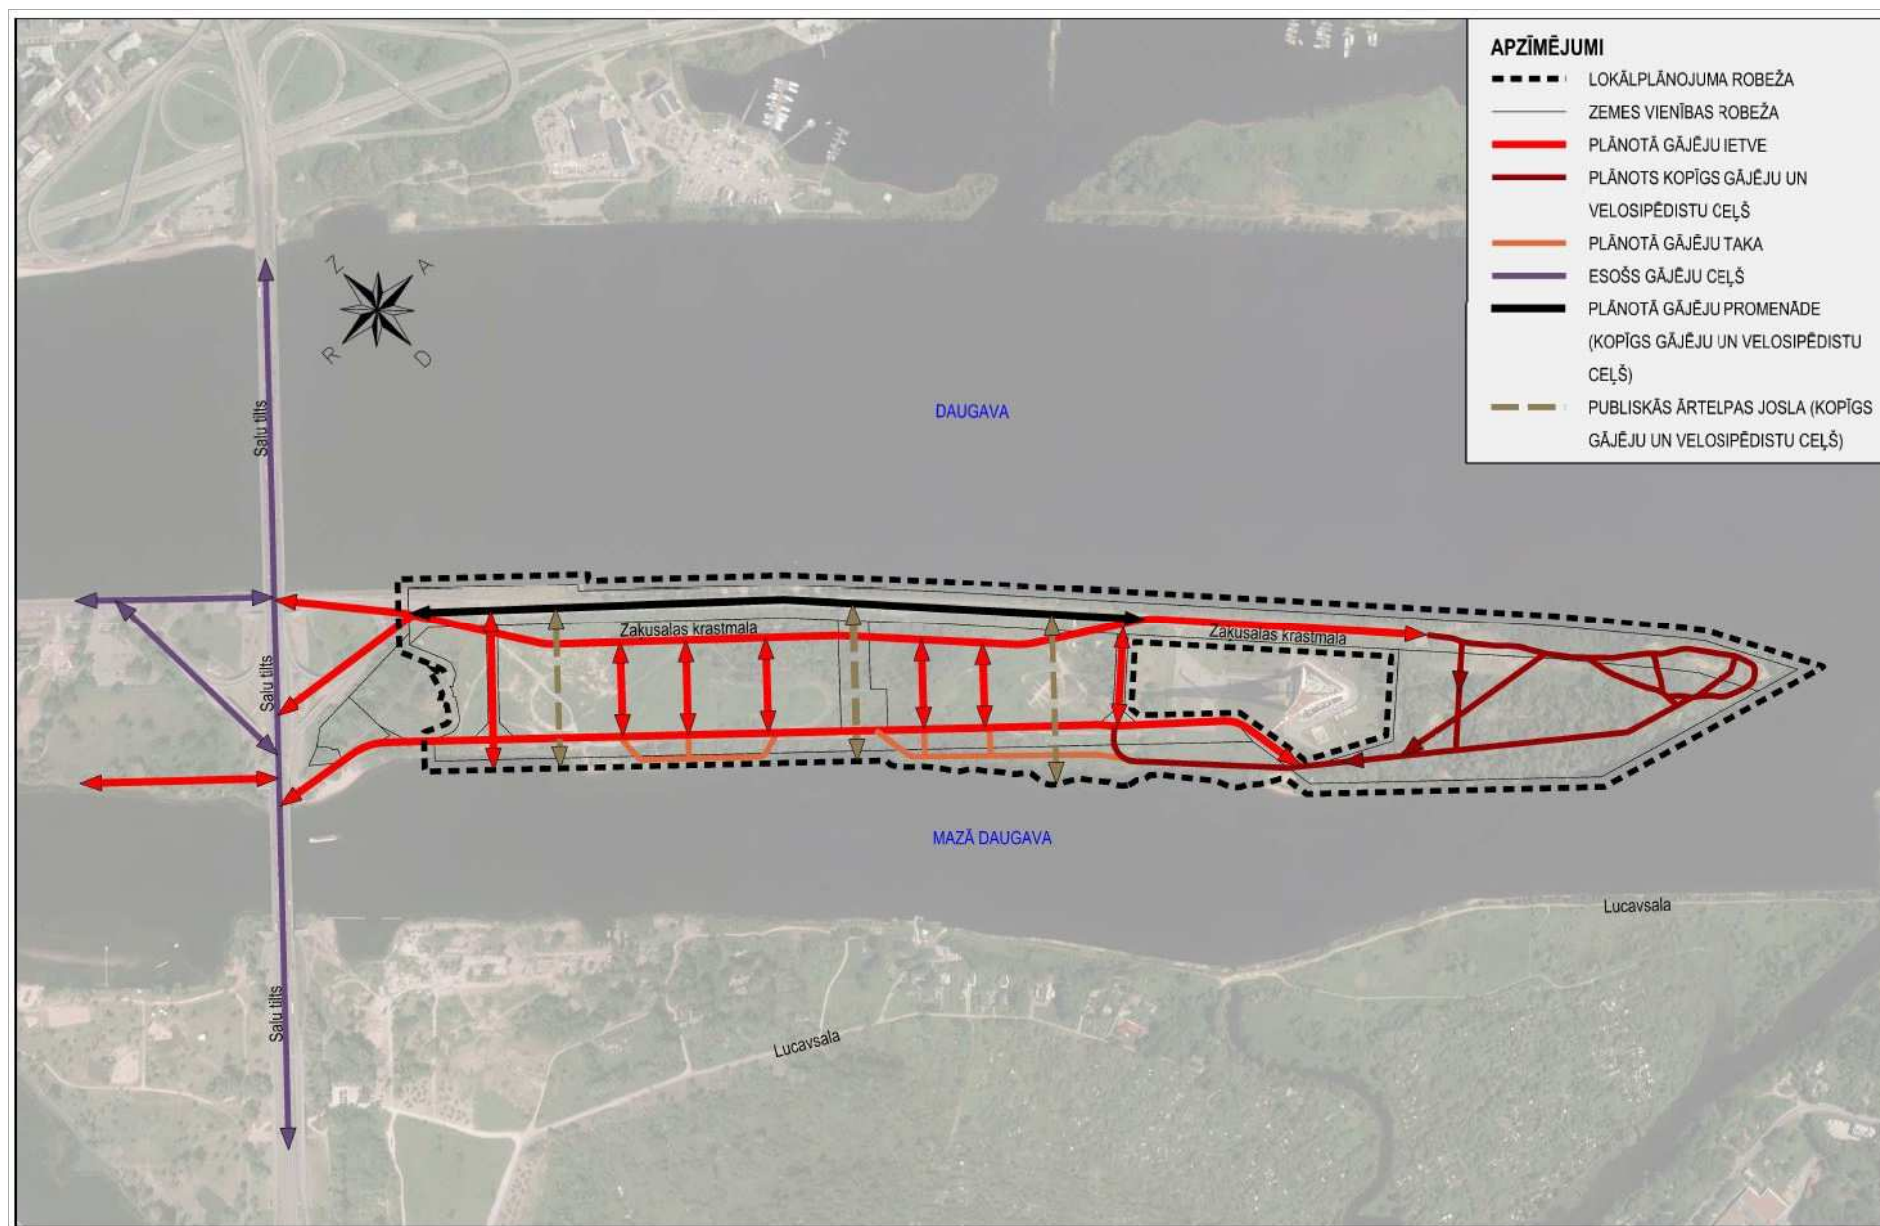 APZĪMĒJUMI
LOKĀLPLĀNOJUMA ROBEŽA
ZEMES VIENĪBAS ROBEŽA
PLĀNOTĀ GĀJĒJU IETVE
PLĀNOTS KOPĪGS GĀJĒJU UN
VELOSIPĒDISTU CEĻŠ
PLĀNOTĀ GĀJĒJU TAKA
ESOŠS GĀJĒJU CEĻŠ
PLĀNOTĀ GĀJĒJU PROMENĀDE
(KOPĪGS GĀJĒJU UN VELOSIPĒDISTU
CEĻŠ)
PUBLISKĀS ĀRTELPAS JOSLA (KOPĪGS
GĀJĒJU UN VELOSIPĒDISTU CEĻŠ)
Z
A
R
D
Salu tilts
DAUGAVA
Zaķusalas krastmala
Zaķusalas krastmala
Salu tilts
MAZĀ DAUGAVA
Lucavsala
Salu tilts
Lucavsala